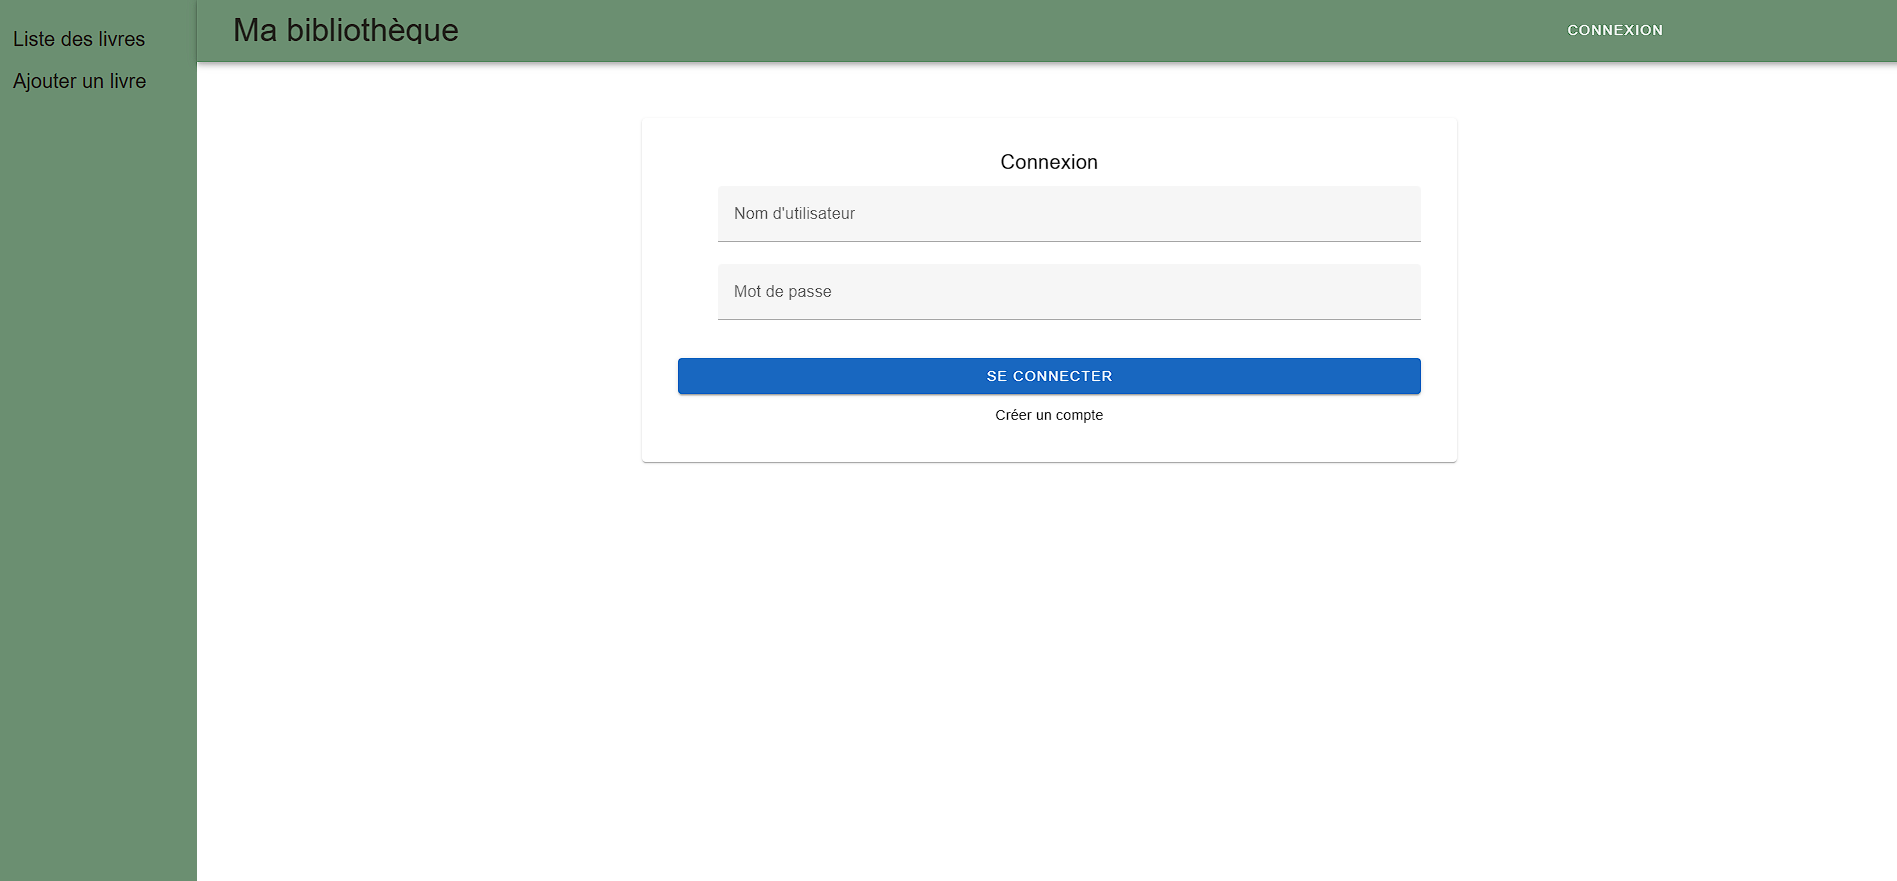 Liste des livres
Ajouter un livre
Ma bibliothèque
CONNEXION
Connexion
Nom d'utilisateur
Mot de passe
SE CONNECTER
Créer un compte